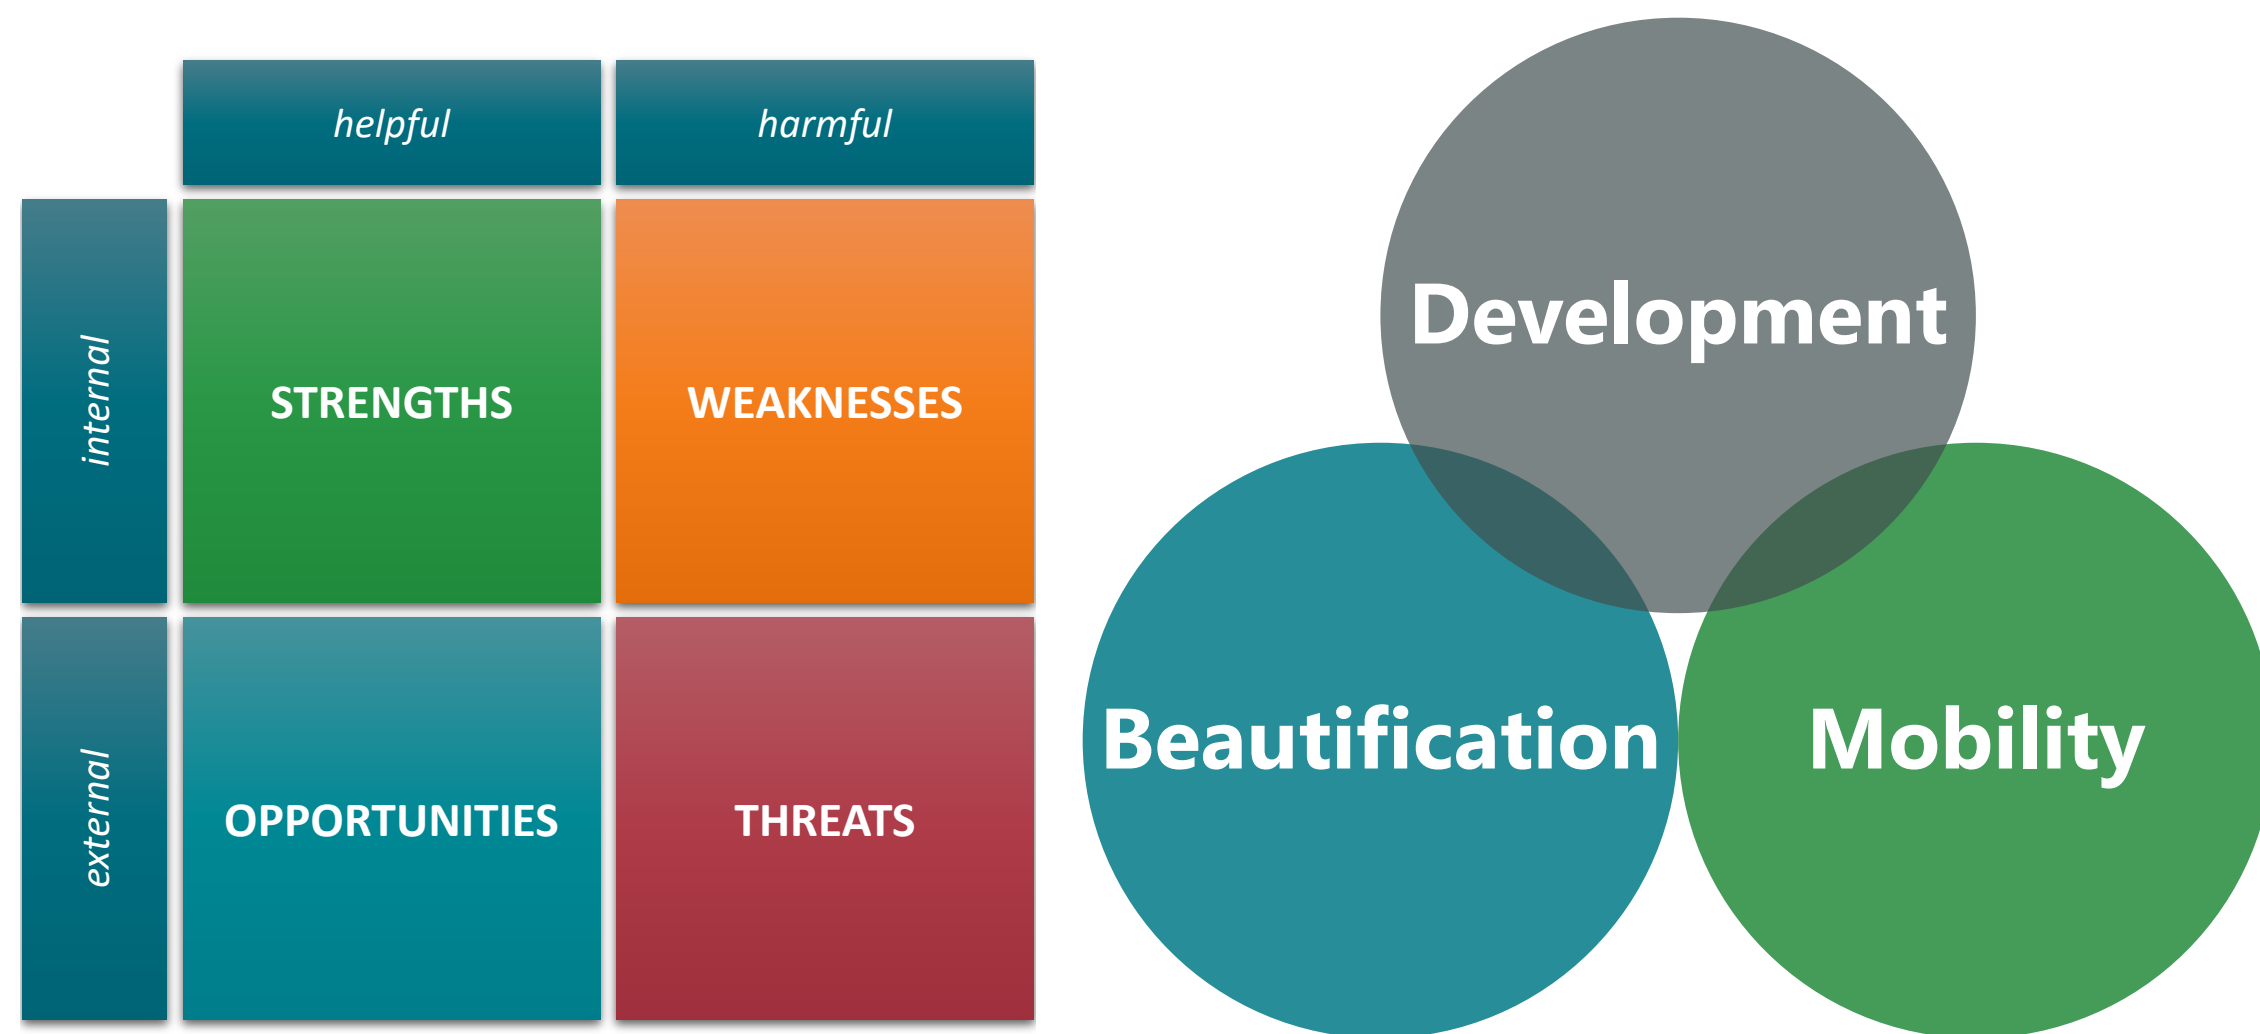 helpful
harmful
internal
STRENGTHS
WEAKNESSES
external
OPPORTUNITIES
THREATS
Development
Beautification
Mobility